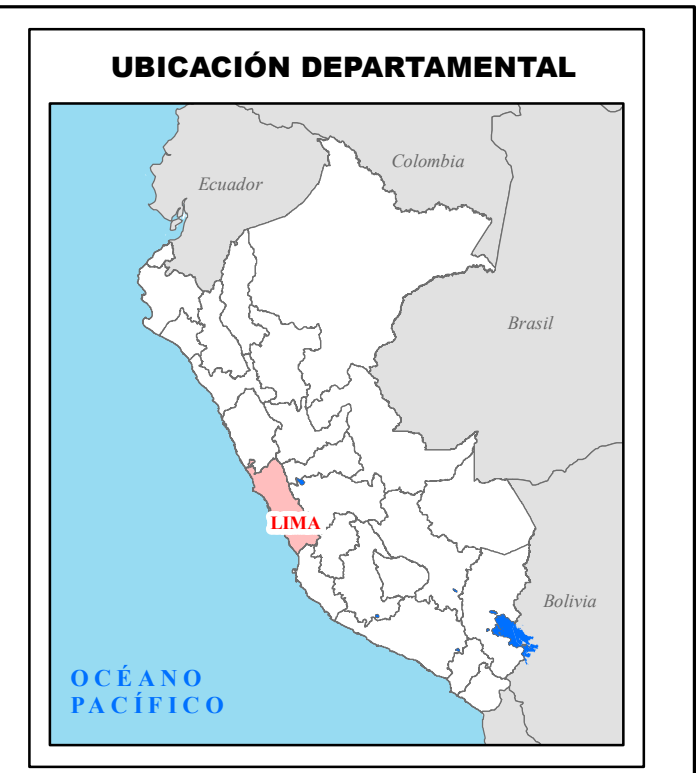 UBICACIÓN DEPARTAMENTAL
Colombia
Ecuador
Brasil
LIMA
Bolivia
OCÉANO
PACÍFICO